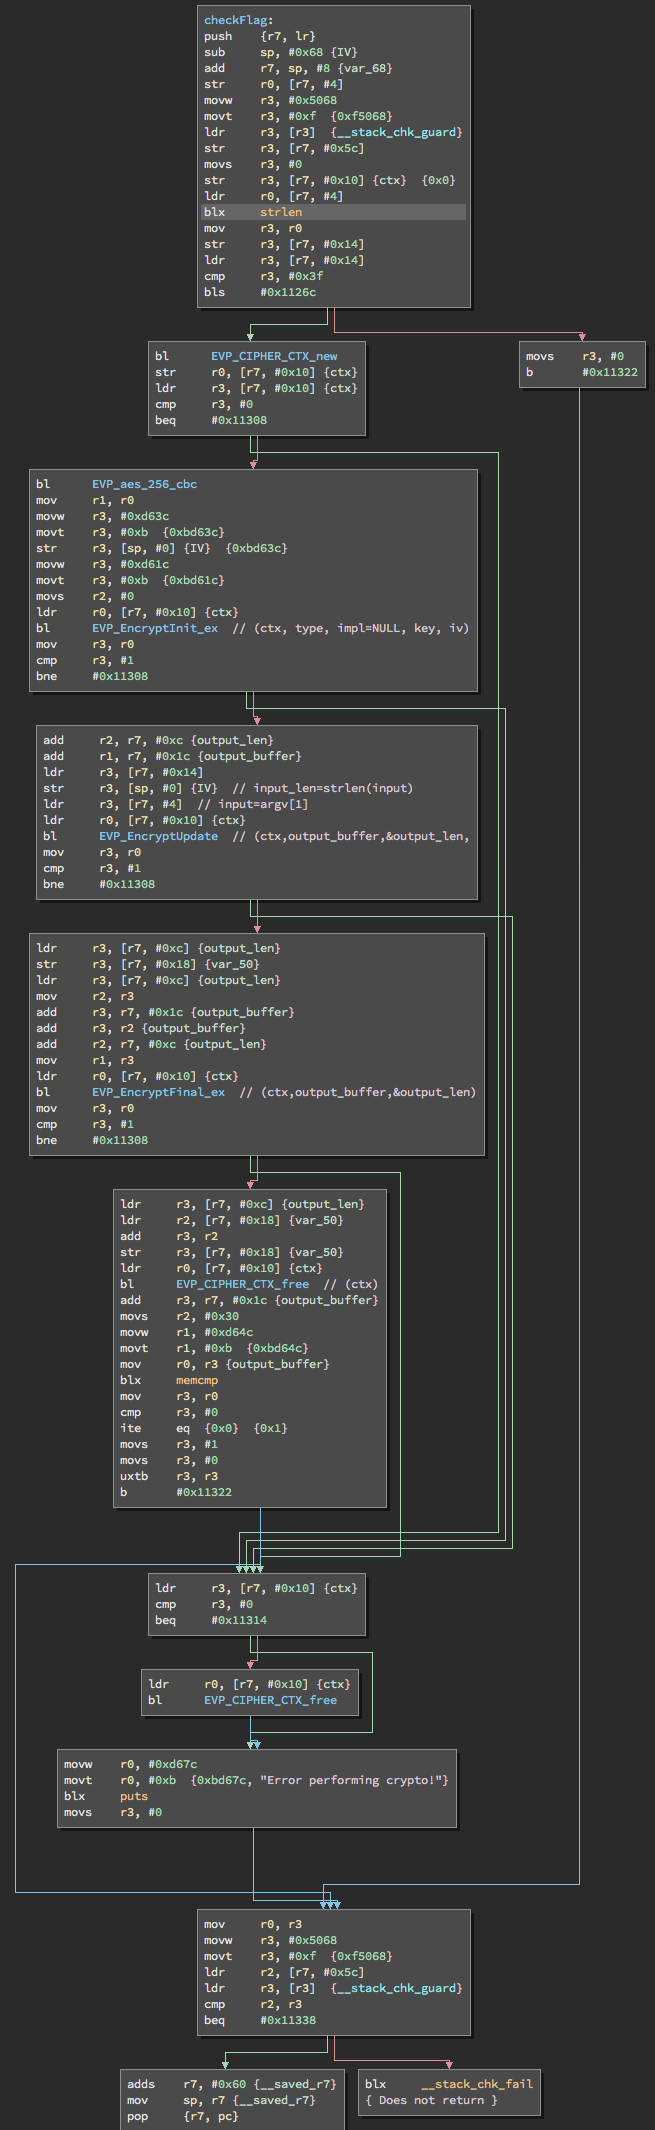 checkFlag:
push {r7, lr}
sub sp, #0x68 {IV}
add r7, sp, #8 {var_68}
str r0, [r7, #4]
movw r3, #0x5068
movt r3, #0xf {0xf5068}
ldr r3, [r3] {__stack_chk_guard}
str r3, [r7, #0x5c]
movs r3, #0
str r3, [r7, #0x10] {ctx} {0x0}
ldr r0, [r7, #4]
blx strlen
mov r3, r0
str r3, [r7, #0x14]
ldr r3, [r7, #0x14]
cmp r3, #0x3f
bls #0x1126c
bl EVP_CIPHER_CTX_new
str r0, [r7, #0x10] {ctx}
ldr r3, [r7, #0x10] {ctx}
cmp r3, #0
beq #0x11308
movs r3, #0
b #0x11322
bl EVP_aes_256_cbc
mov r1, r0
movw r3, #0xd63c
movt r3, #0xb {0xbd63c}
str r3, [sp, #0] {IV} {0xbd63c}
movw r3, #0xd61c
movt r3, #0xb {0xbd61c}
movs r2, #0
ldr r0, [r7, #0x10] {ctx}
bl EVP_EncryptInit_ex // (ctx, type, impl=NULL, key, iv)
mov r3, r0
cmp r3, #1
bne #0x11308
add r2, r7, #0xc {output_len}
add r1, r7, #0x1c {output_buffer}
ldr r3, [r7, #0x14]
str r3, [sp, #0] {IV} // input_len=strlen(input)
ldr r3, [r7, #4] // input=argv[1]
ldr r0, [r7, #0x10] {ctx}
bl EVP_EncryptUpdate // (ctx,output_buffer,&output_len,
mov r3, r0
cmp r3, #1
bne #0x11308
ldr r3, [r7, #0xc] {output_len}
str r3, [r7, #0x18] {var_50}
ldr r3, [r7, #0xc] {output_len}
mov r2, r3
add r3, r7, #0x1c {output_buffer}
add r3, r2 {output_buffer}
add r2, r7, #0xc {output_len}
mov r1, r3
ldr r0, [r7, #0x10] {ctx}
bl EVP_EncryptFinal_ex // (ctx,output_buffer,&output_len)
mov r3, r0
cmp r3, #1
bne #0x11308
ldr r3, [r7, #0xc] {output_len}
ldr r2, [r7, #0x18] {var_50}
add r3, r2
str r3, [r7, #0x18] {var_50}
ldr r0, [r7, #0x10] {ctx}
bl EVP_CIPHER_CTX_free // (ctx)
add r3, r7, #0x1c {output_buffer}
movs r2, #0x30
movw r1, #0xd64c
movt r1, #0xb {0xbd64c}
mov r0, r3 {output_buffer}
blx memcmp
mov r3, r0
cmp r3, #0
ite eq {0x0} {0x1}
movs r3, #1
movs r3, #0
uxtb r3, r3
b #0x11322
ldr r3, [r7, #0x10] {ctx}
cmp r3, #0
beq #0x11314
ldr r0, [r7, #0x10] {ctx}
bl EVP_CIPHER_CTX_free
movw r0, #0xd67c
movt r0, #0xb {0xbd67c, "Error performing crypto!"}
blx puts
movs r3, #0
mov r0, r3
movw r3, #0x5068
movt r3, #0xf {0xf5068}
ldr r2, [r7, #0x5c]
ldr r3, [r3] {__stack_chk_guard}
cmp r2, r3
beq #0x11338
adds r7, #0x60 {__saved_r7}
mov sp, r7 {__saved_r7}
pop {r7, pc}
blx __stack_chk_fail
{ Does not return }